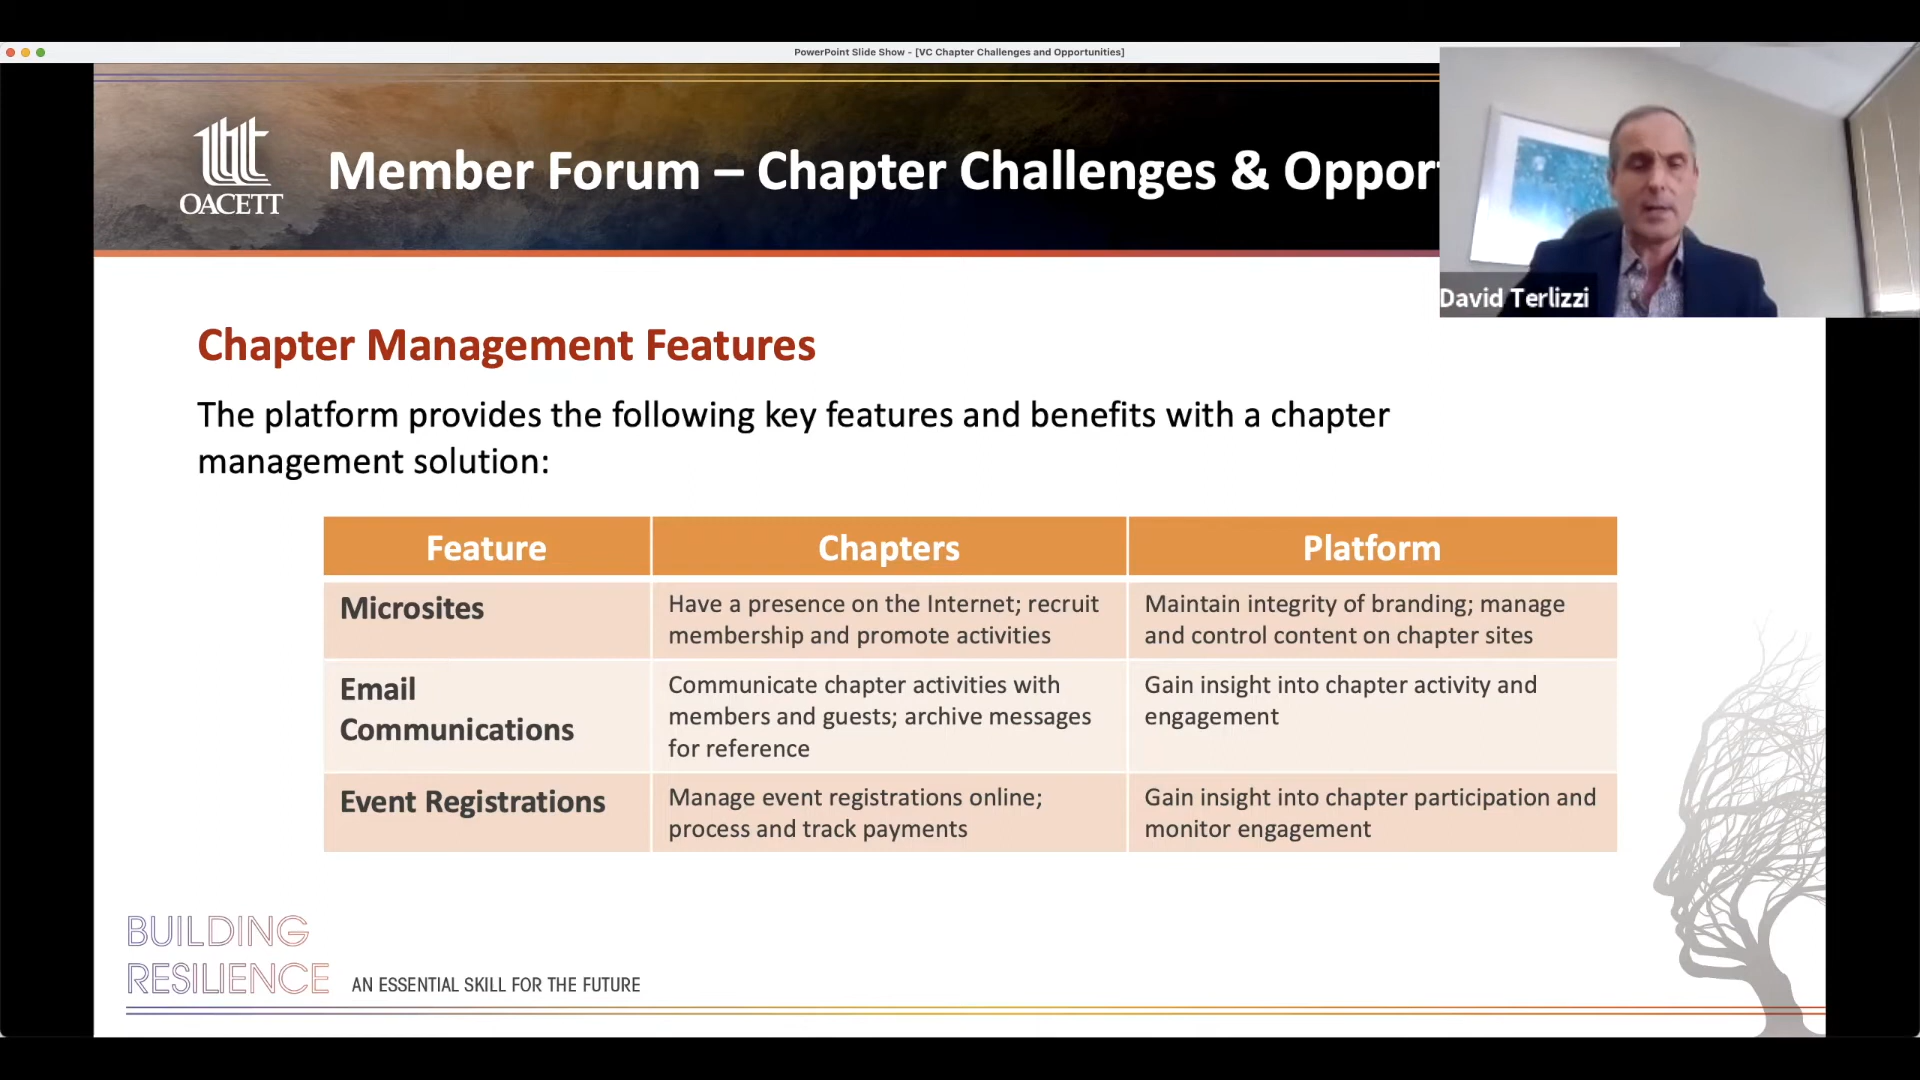 PowerPoint Slide Show - [VC Chapter Challenges and Opportunities]
OACETT
Member Forum – Chapter Challenges & Oppor
David Terlizzi
Chapter Management Features
The platform provides the following key features and benefits with a chapter
management solution:
Feature
Chapters
Platform
Microsites
Have a presence on the Internet; recruit
membership and promote activities
Maintain integrity of branding; manage
and control content on chapter sites
Email
Communications
Communicate chapter activities with
members and guests; archive messages
for reference
Gain insight into chapter activity and
engagement
Event Registrations
Manage event registrations online;
process and track payments
Gain insight into chapter participation and
monitor engagement
BUILDING
RESILIENCE
AN ESSENTIAL SKILL FOR THE FUTURE